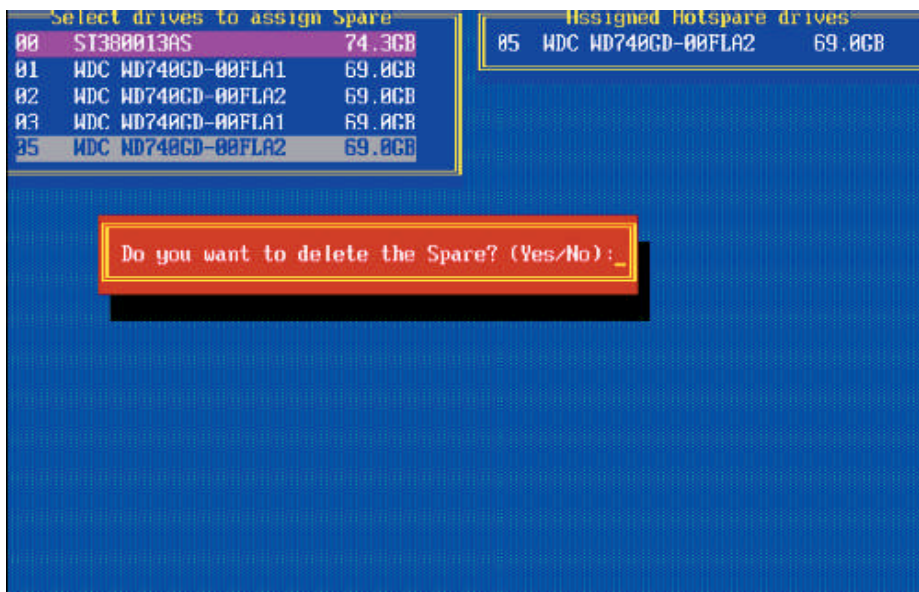 Select drives to assign Spare
00 ST380013AS 74.3GB
01 WDC WD740GD-00FLA1 69.0GB
02 WDC WD740GD-00FLA2 69.0GB
03 WDC WD740GD-00FLA1 69.0GB
05 WDC WD740GD-00FLA2 69.0GB
Assigned Hotspare drives
05 WDC WD740GD-00FLA2 69.0GB
Do you want to delete the Spare? (Yes/No):_